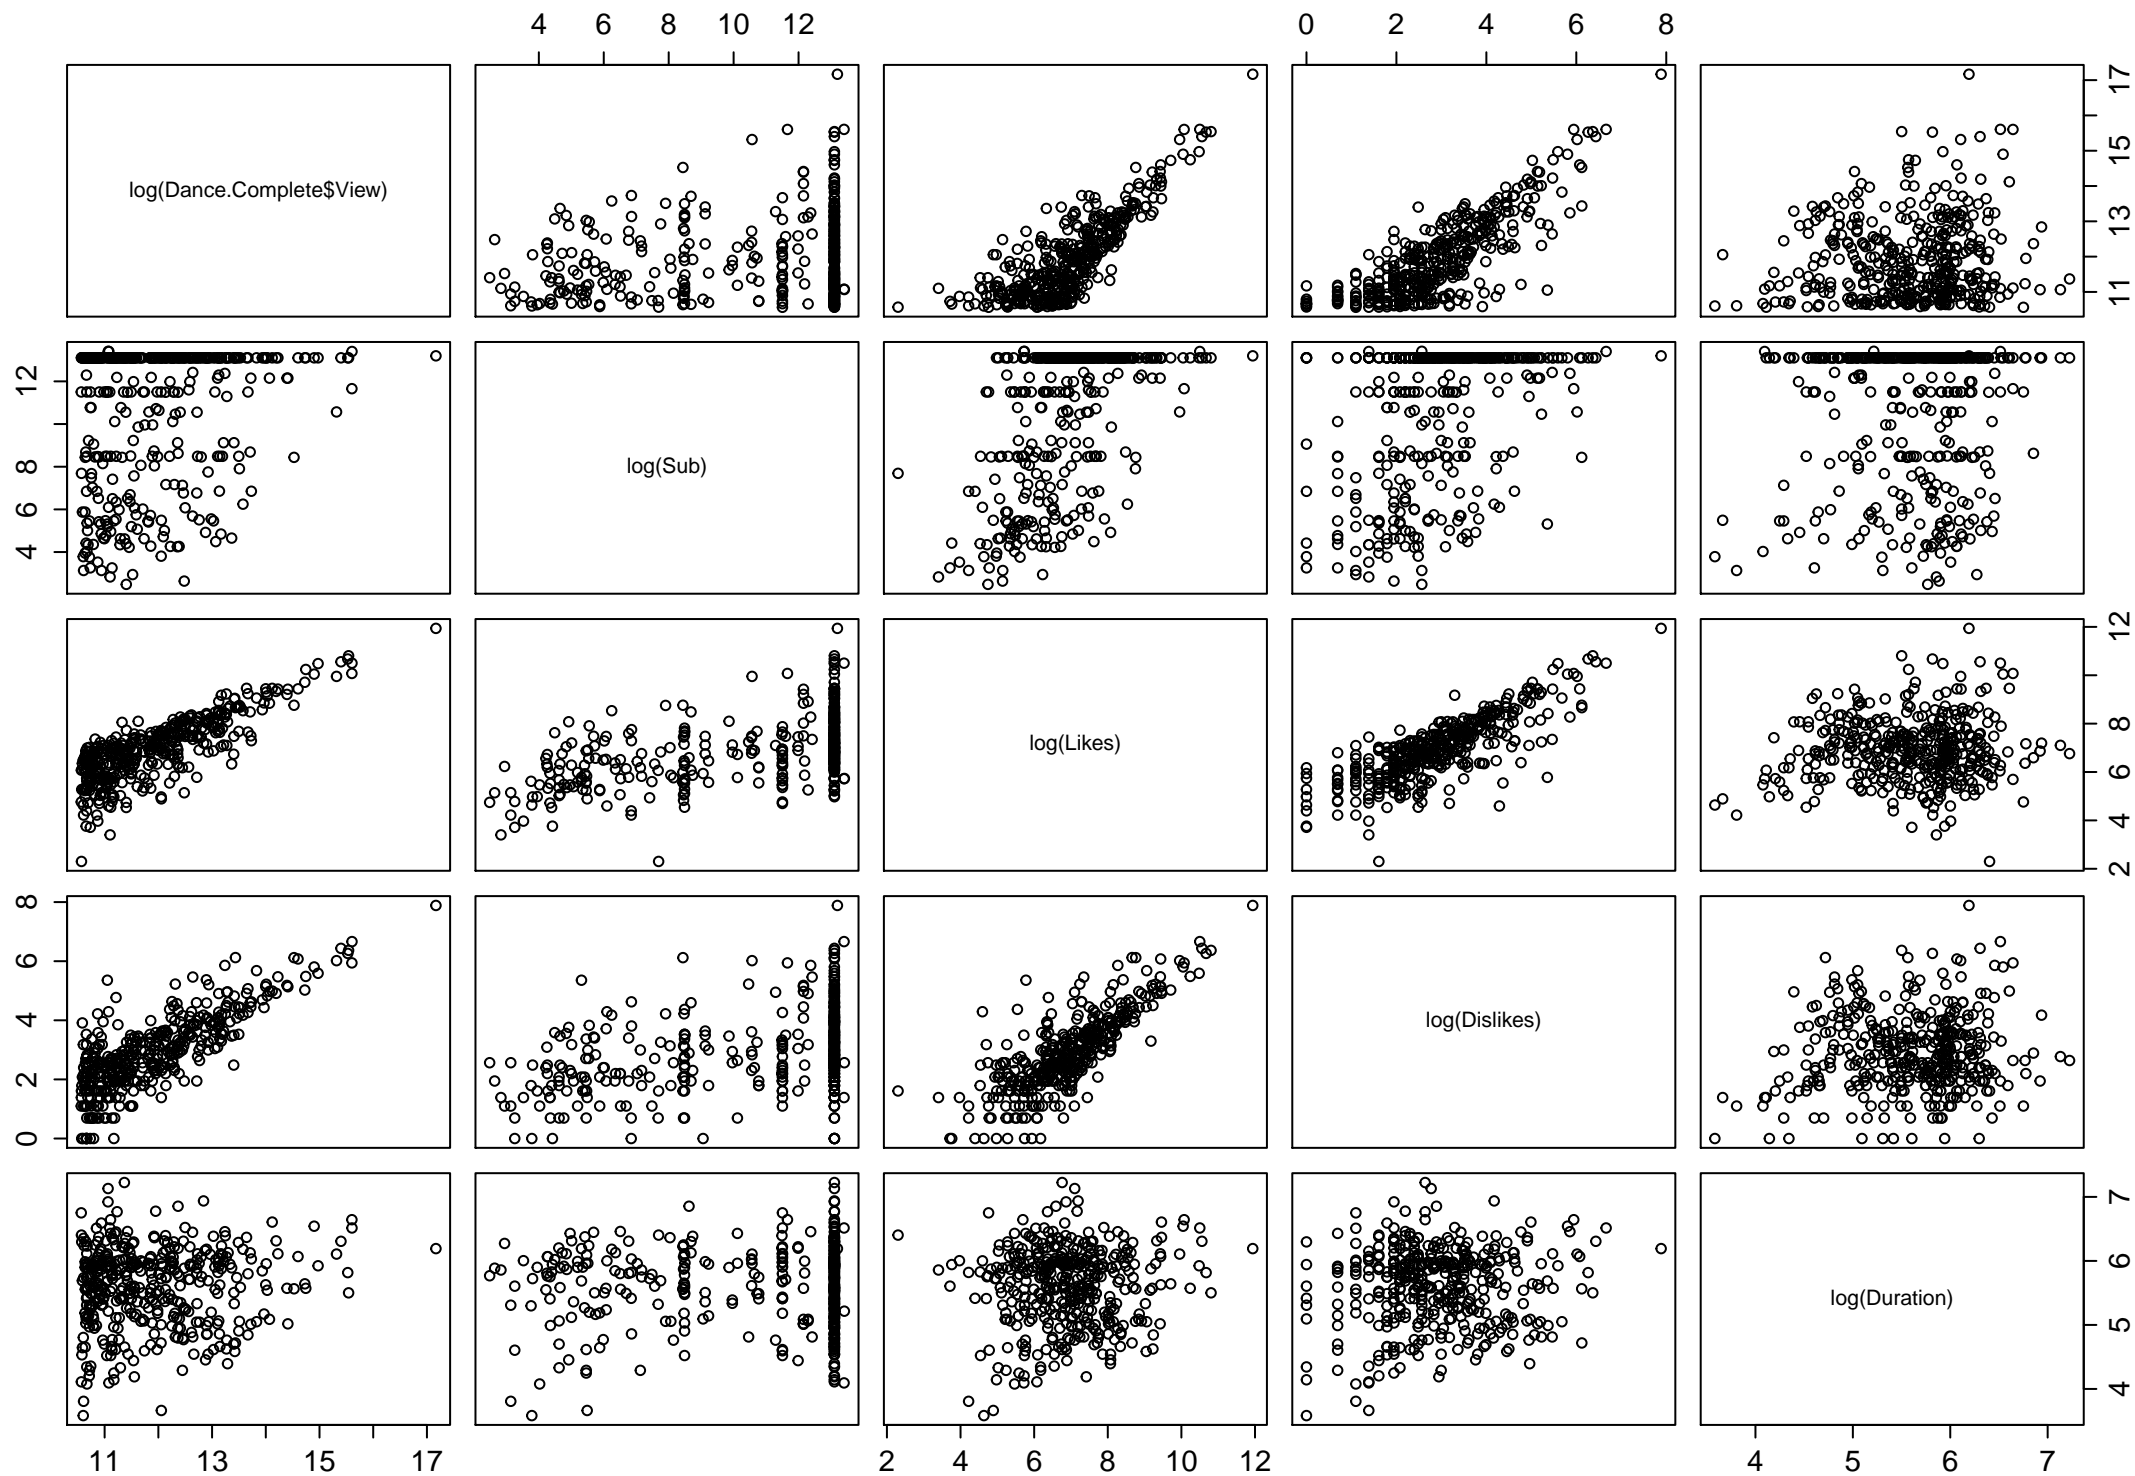 4 6 8 10 12
0 2 4 6 8
log(Dance.Complete$View)
11 13 15 17
4 6 8 12
log(Sub)
log(Likes)
2 4 6 8 12
0 2 4 6 8
log(Dislikes)
log(Duration)
4 5 6 7
11 13 15 17
2 4 6 8 10 12
4 5 6 7